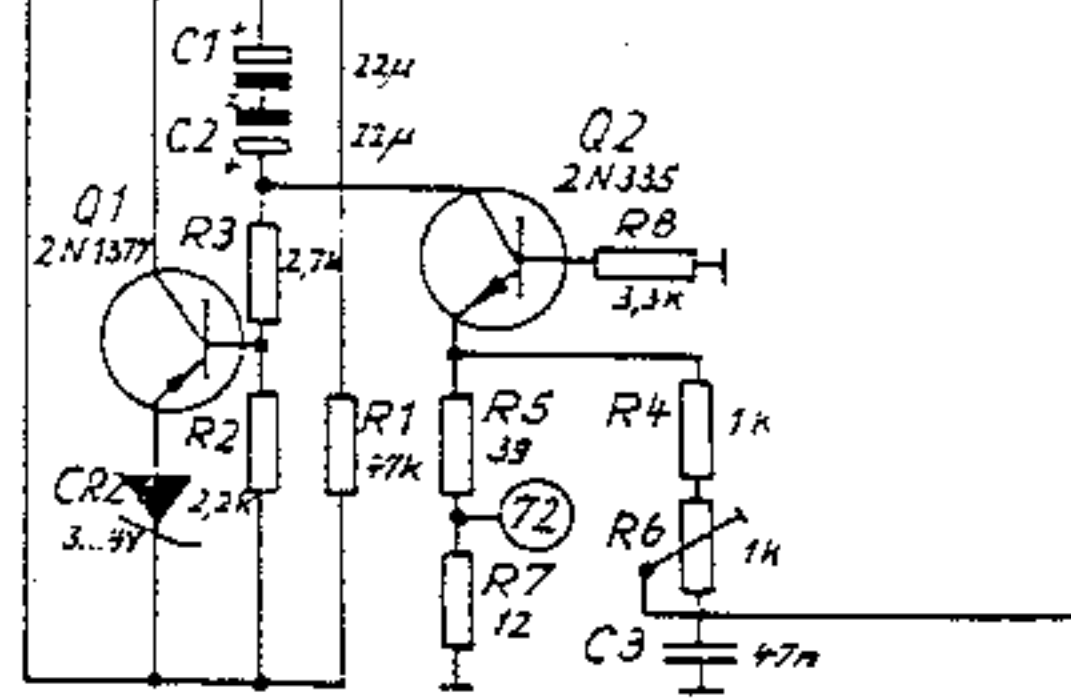 C1 +
22µ
C2
22µ
+
Q2
2N335
Q1
2N1377
R3
2,7k
R8
3,3k
R2
2,2k
R1
47k
R5
39
R4
1k
CR2
3...4V
72
R6
1k
R7
12
C3
47n